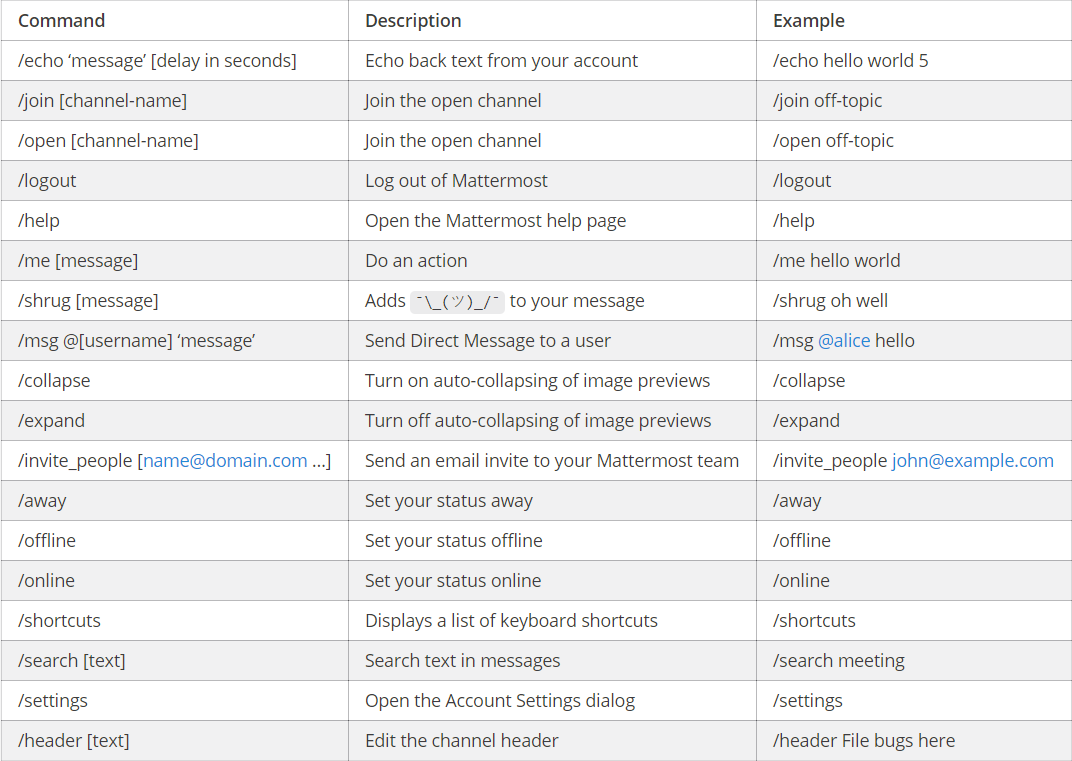 Command Description Example
/echo ‘message’ [delay in seconds] Echo back text from your account /echo hello world 5
/join [channel-name] Join the open channel /join off-topic
/open [channel-name] Join the open channel /open off-topic
/logout Log out of Mattermost /logout
/help Open the Mattermost help page /help
/me [message] Do an action /me hello world
/shrug [message] Adds ¯\_(ツ)_/¯ to your message /shrug oh well
/msg @[username] ‘message’ Send Direct Message to a user /msg @alice hello
/collapse Turn on auto-collapsing of image previews /collapse
/expand Turn off auto-collapsing of image previews /expand
/invite_people [name@domain.com ...] Send an email invite to your Mattermost team /invite_people john@example.com
/away Set your status away /away
/offline Set your status offline /offline
/online Set your status online /online
/shortcuts Displays a list of keyboard shortcuts /shortcuts
/search [text] Search text in messages /search meeting
/settings Open the Account Settings dialog /settings
/header [text] Edit the channel header /header File bugs here